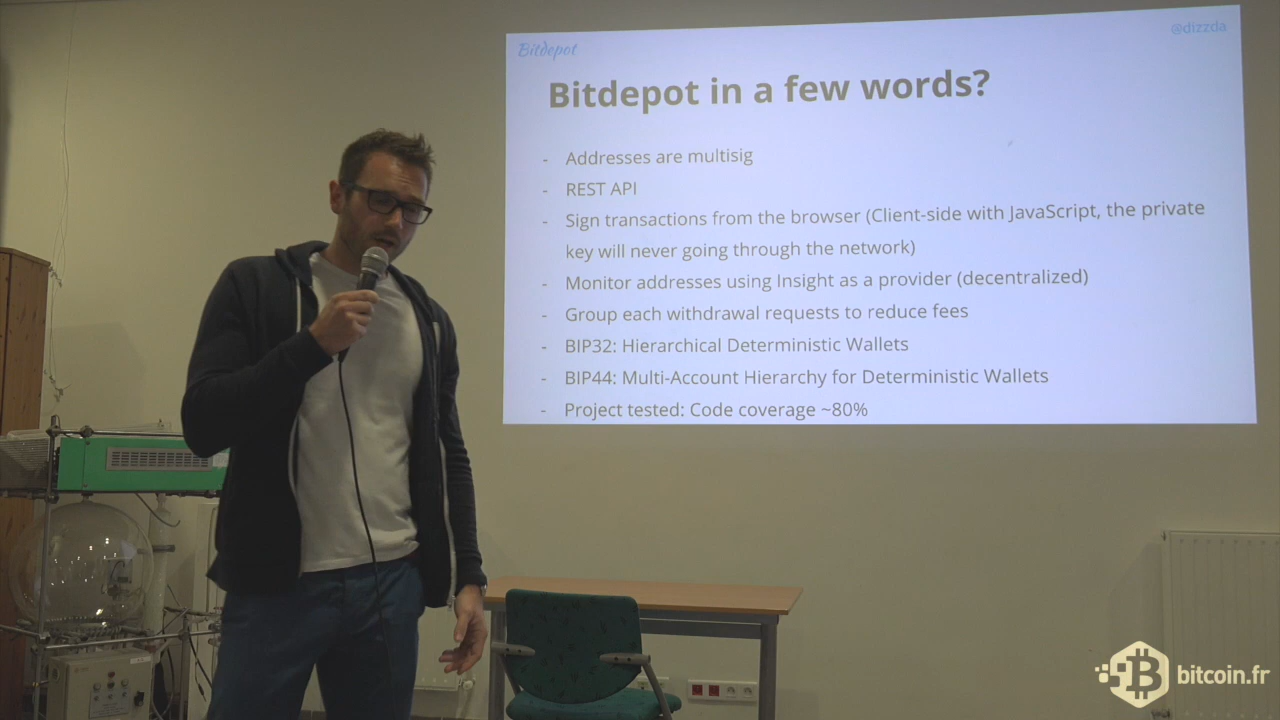 Bitdepot
@dizzda
Bitdepot in a few words?
- Addresses are multisig
- REST API
- Sign transactions from the browser (Client-side with JavaScript, the private
key will never going through the network)
- Monitor addresses using Insight as a provider (decentralized)
- Group each withdrawal requests to reduce fees
- BIP32: Hierarchical Deterministic Wallets
- BIP44: Multi-Account Hierarchy for Deterministic Wallets
- Project tested: Code coverage ~80%
bitcoin.fr